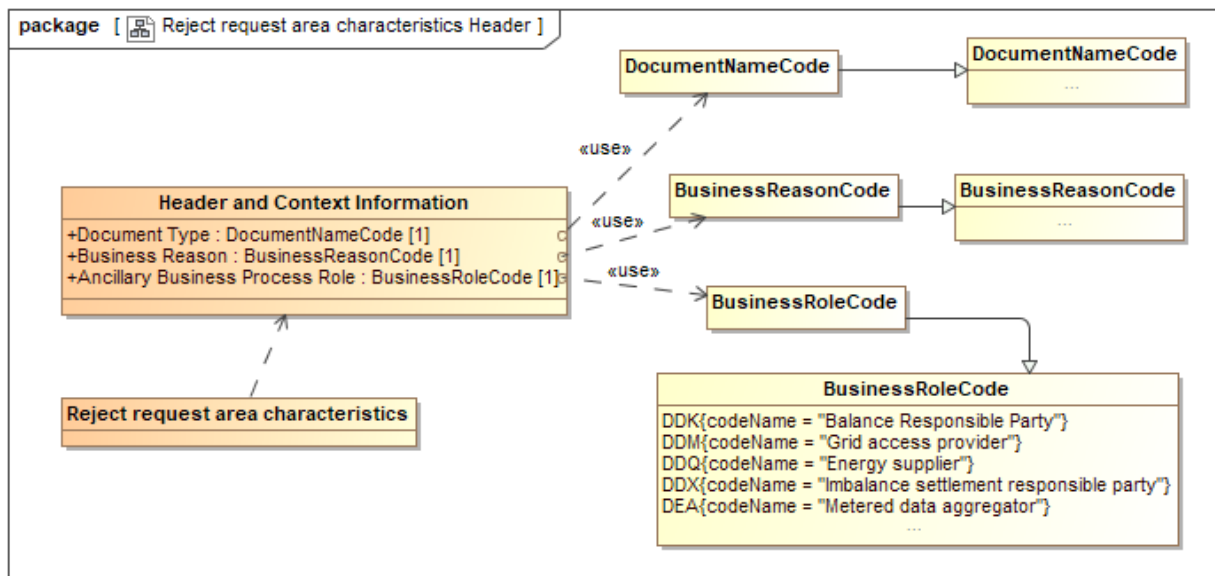 package [ Reject request area characteristics Header ]
DocumentNameCode
DocumentNameCode
...
«use»
BusinessReasonCode
BusinessReasonCode
...
Header and Context Information
+Document Type : DocumentNameCode [1]
+Business Reason : BusinessReasonCode [1]
+Ancillary Business Process Role : BusinessRoleCode [1]
«use»
«use»
BusinessRoleCode
Reject request area characteristics
BusinessRoleCode
DDK{codeName = "Balance Responsible Party"}
DDM{codeName = "Grid access provider"}
DDQ{codeName = "Energy supplier"}
DDX{codeName = "Imbalance settlement responsible party"}
DEA{codeName = "Metered data aggregator"}
...